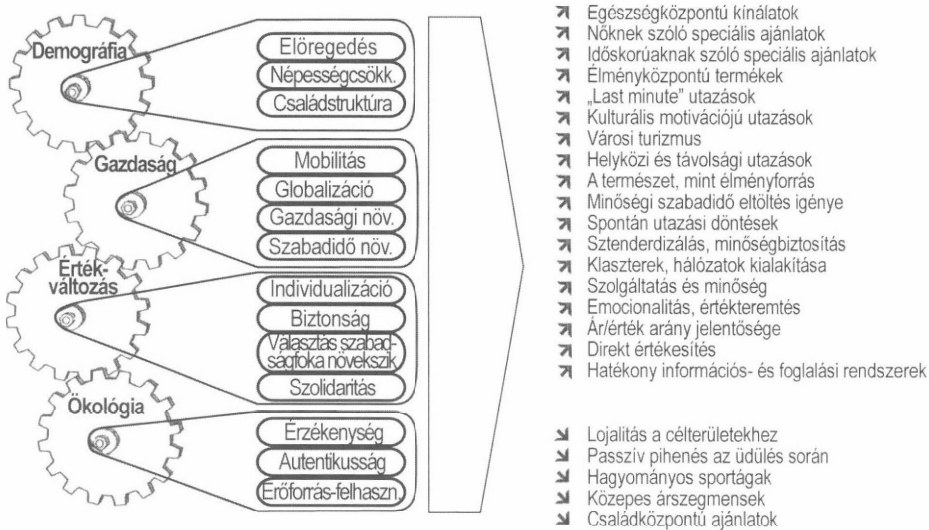 Demográfia
Elöregedés
Népességcsökk.
Családstruktúra
Gazdaság
Mobilitás
Globalizáció
Gazdasági növ.
Szabadidő növ.
Érték-
változás
Individualizáció
Biztonság
Választás szabad-
ságfoka növekszik
Szolidaritás
Ökológia
Érzékenység
Autentikusság
Erőforrás-felhaszn.
Egészségközpontú kínálatok
Nőknek szóló speciális ajánlatok
Időskorúaknak szóló speciális ajánlatok
Élményközpontú termékek
„Last minute” utazások
Kulturális motivációjú utazások
Városi turizmus
Helyközi és távolsági utazások
A természet, mint élményforrás
Minőségi szabadidő eltöltés igénye
Spontán utazási döntések
Sztenderdizálás, minőségbiztosítás
Klaszterek, hálózatok kialakítása
Szolgáltatás és minőség
Emocionalitás, értékteremtés
Ár/érték arány jelentősége
Direkt értékesítés
Hatékony információs- és foglalási rendszerek
Lojalitás a célterületekhez
Passzív pihenés az üdülés során
Hagyományos sportágak
Közepes árszegmensek
Családközpontú ajánlatok